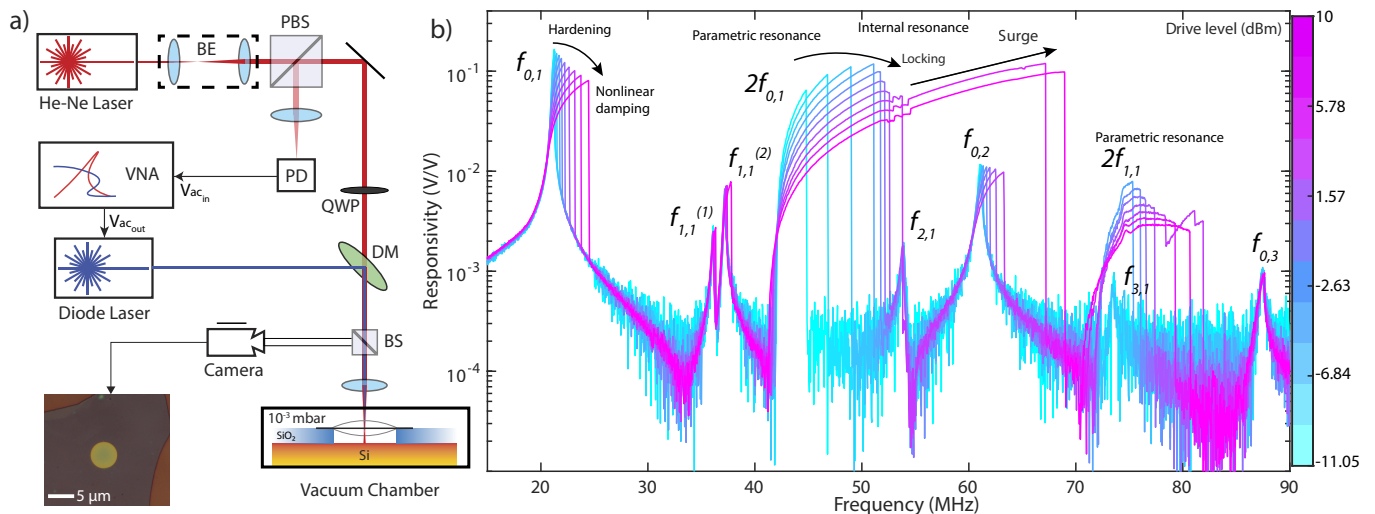 a)
PBS
BE
He-Ne Laser
VNA
Vac_in
PD
QWP
Vac_out
DM
Diode Laser
BS
Camera
10⁻³ mbar
SiO₂
Si
5 μm
Vacuum Chamber
b)
Hardening
Parametric resonance
Internal resonance
Surge
Drive level (dBm)
Locking
f₀,₁
Nonlinear
damping
2f₀,₁
f₁,₁⁽¹⁾
f₁,₁⁽²⁾
f₂,₁
f₀,₂
Parametric resonance
2f₁,₁
f₃,₁
f₀,₃
Responsivity (V/V)
10⁻¹
10⁻²
10⁻³
10⁻⁴
20 30 40 50 60 70 80 90
Frequency (MHz)
10
5.78
1.57
-2.63
-6.84
-11.05